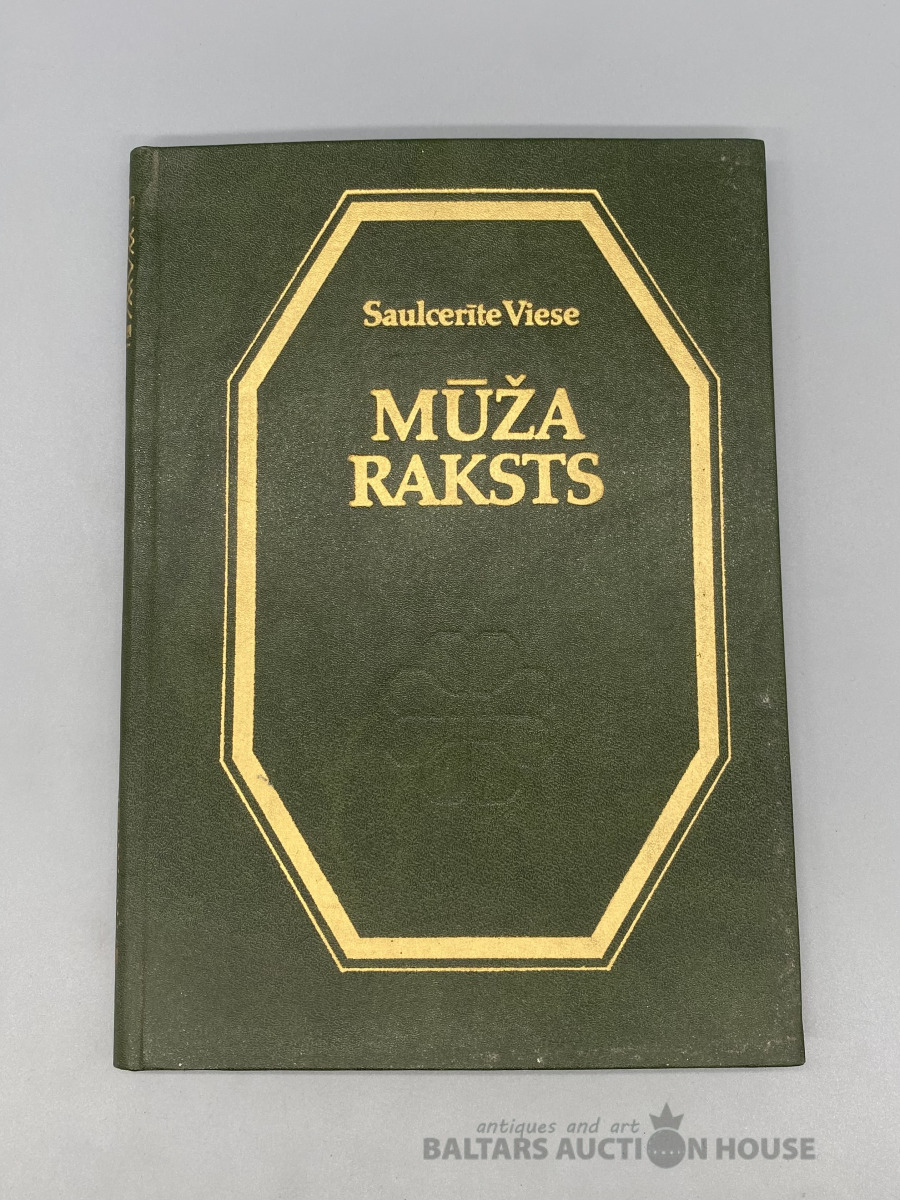 Saulcerīte Viese
MŪŽA
RAKSTS
antiques and art
BALTARS AUCTION HOUSE